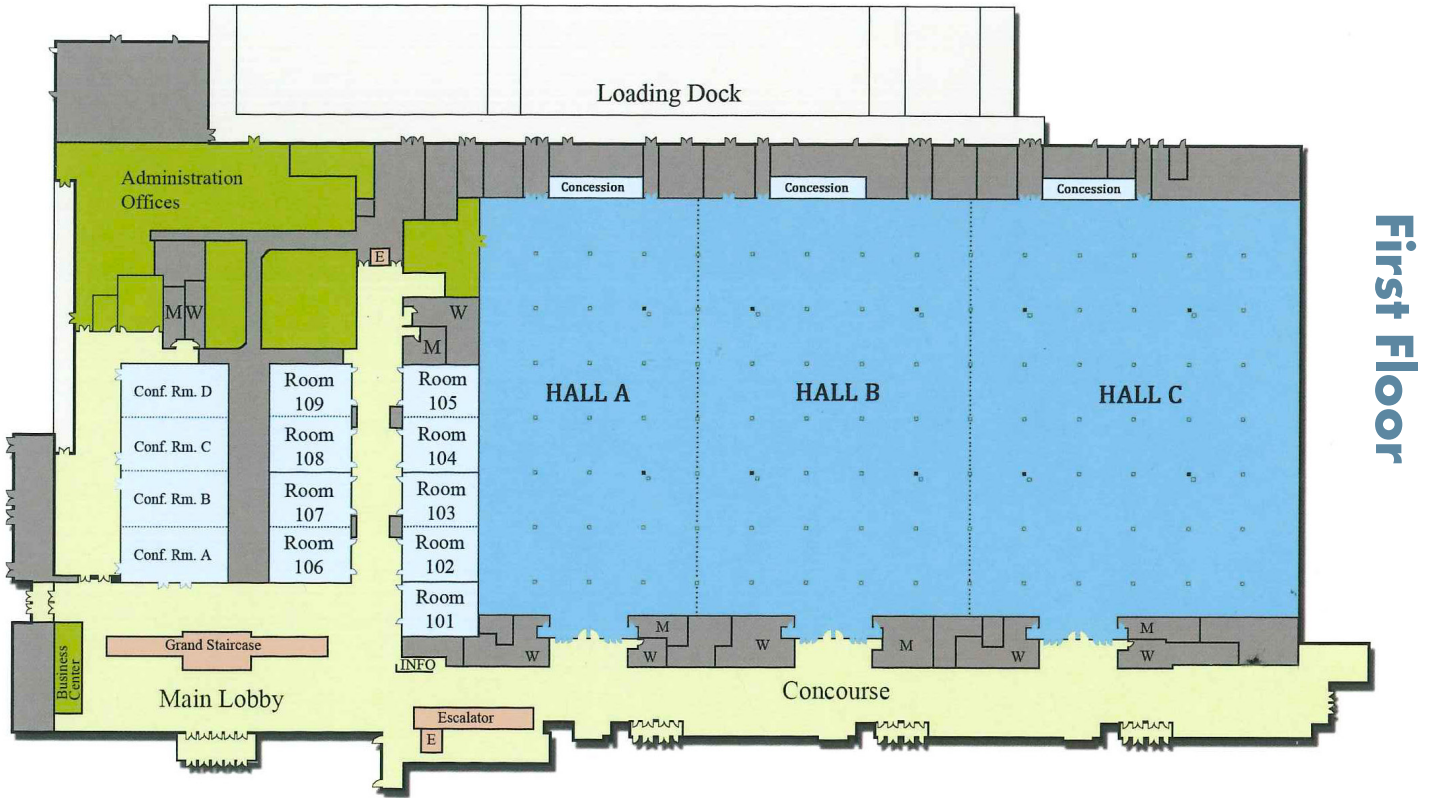 Loading Dock
First Floor
Administration
Offices
Concession
Concession
Concession
E
M
W
W
M
Conf. Rm. D
Conf. Rm. C
Conf. Rm. B
Conf. Rm. A
Room
109
Room
108
Room
107
Room
106
Room
105
Room
104
Room
103
Room
102
Room
101
HALL A
HALL B
HALL C
M
W
W
W
M
M
W
W
INFO
Grand Staircase
Business
Center
Main Lobby
Concourse
Escalator
E